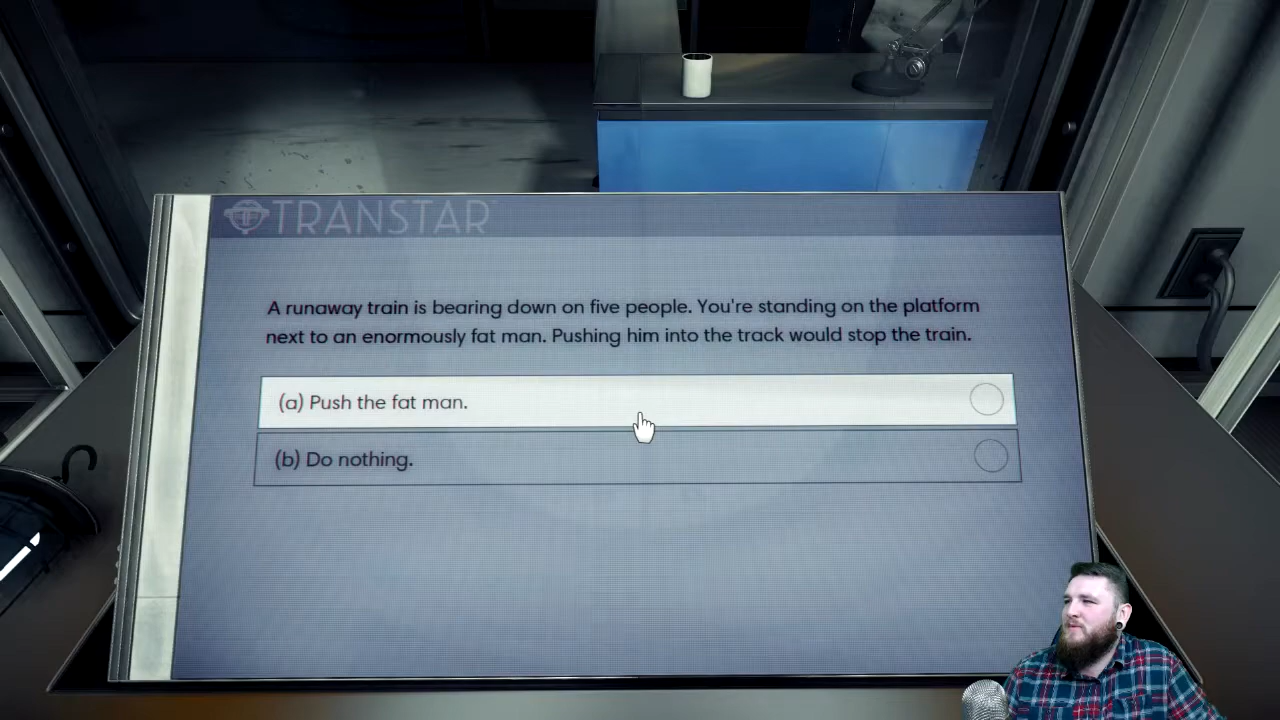 TRANSTAR
A runaway train is bearing down on five people. You're standing on the platform
next to an enormously fat man. Pushing him into the track would stop the train.
(a) Push the fat man.
(b) Do nothing.